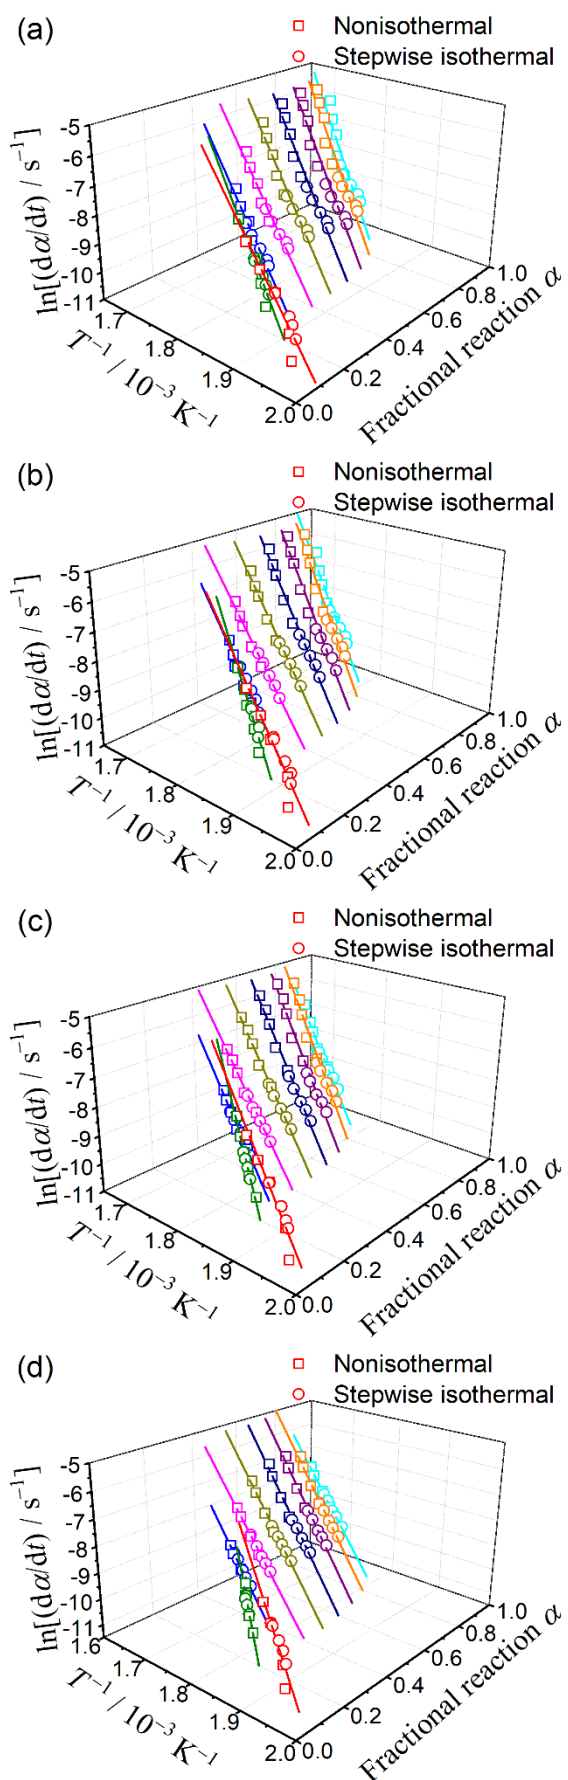 (a)
Nonisothermal
Stepwise isothermal
-5
-6
-7
-8
-9
-10
-11
ln[(dα/dt) / s⁻¹]
1.7
1.8
1.9
2.0
T⁻¹ / 10⁻³ K⁻¹
0.0
0.2
0.4
0.6
0.8
1.0
Fractional reaction α
(b)
Nonisothermal
Stepwise isothermal
-5
-6
-7
-8
-9
-10
-11
ln[(dα/dt) / s⁻¹]
1.7
1.8
1.9
2.0
T⁻¹ / 10⁻³ K⁻¹
0.0
0.2
0.4
0.6
0.8
1.0
Fractional reaction α
(c)
Nonisothermal
Stepwise isothermal
-5
-6
-7
-8
-9
-10
-11
ln[(dα/dt) / s⁻¹]
1.7
1.8
1.9
2.0
T⁻¹ / 10⁻³ K⁻¹
0.0
0.2
0.4
0.6
0.8
1.0
Fractional reaction α
(d)
Nonisothermal
Stepwise isothermal
-5
-6
-7
-8
-9
-10
-11
ln[(dα/dt) / s⁻¹]
1.6
1.7
1.8
1.9
2.0
T⁻¹ / 10⁻³ K⁻¹
0.0
0.2
0.4
0.6
0.8
1.0
Fractional reaction α